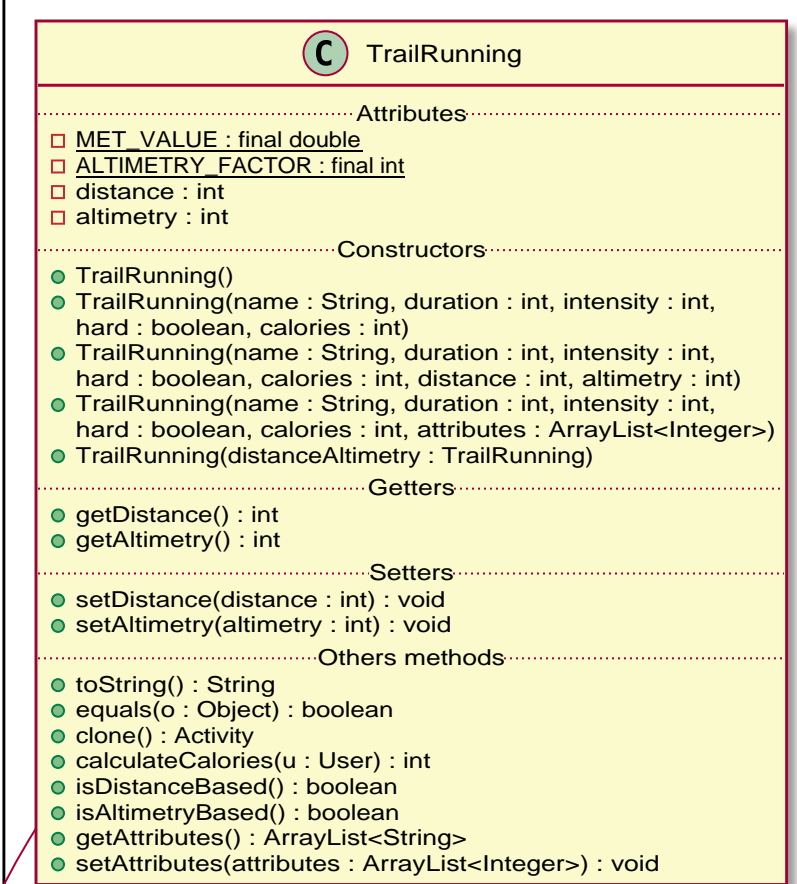 C TrailRunning
Attributes
MET_VALUE : final double
ALTIMETRY_FACTOR : final int
distance : int
altimetry : int
Constructors
TrailRunning()
TrailRunning(name : String, duration : int, intensity : int,
hard : boolean, calories : int)
TrailRunning(name : String, duration : int, intensity : int,
hard : boolean, calories : int, distance : int, altimetry : int)
TrailRunning(name : String, duration : int, intensity : int,
hard : boolean, calories : int, attributes : ArrayList<Integer>)
TrailRunning(distanceAltimetry : TrailRunning)
Getters
getDistance() : int
getAltimetry() : int
Setters
setDistance(distance : int) : void
setAltimetry(altimetry : int) : void
Others methods
toString() : String
equals(o : Object) : boolean
clone() : Activity
calculateCalories(u : User) : int
isDistanceBased() : boolean
isAltimetryBased() : boolean
getAttributes() : ArrayList<String>
setAttributes(attributes : ArrayList<Integer>) : void